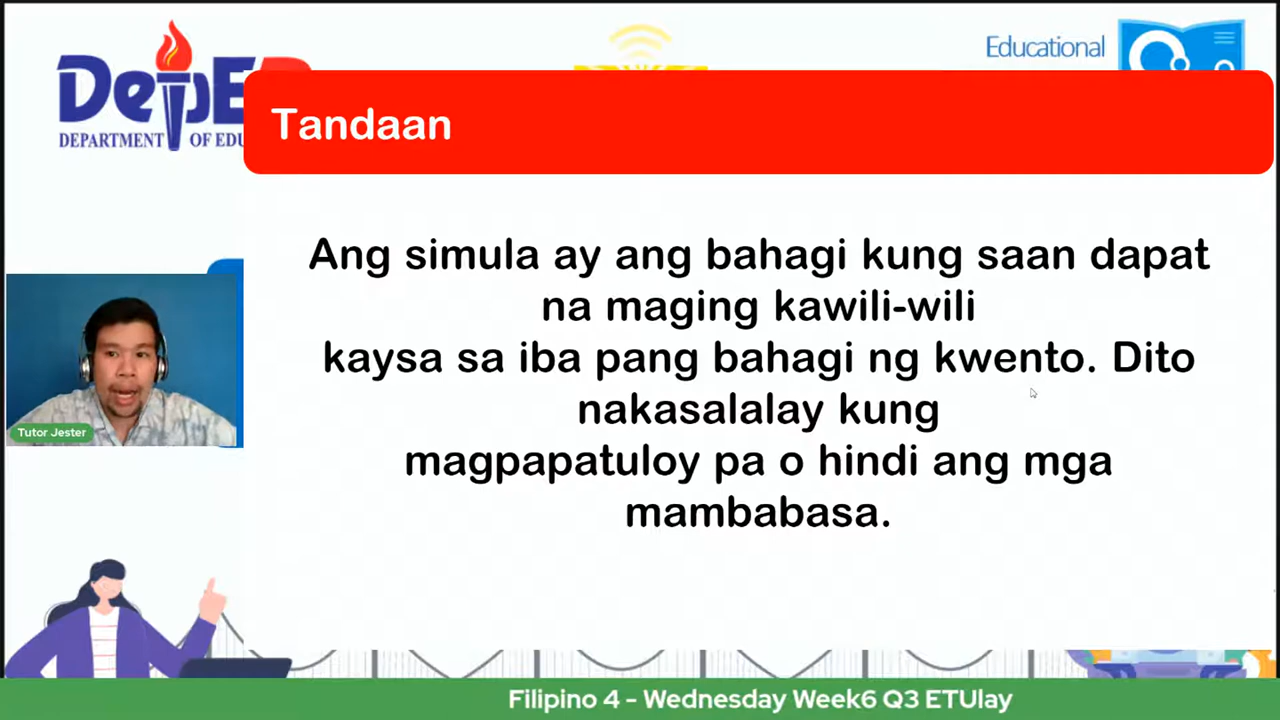 DepED
DEPARTMENT OF EDU
Educational
Tandaan
Ang simula ay ang bahagi kung saan dapat
na maging kawili-wili
kaysa sa iba pang bahagi ng kwento. Dito
nakasalalay kung
magpapatuloy pa o hindi ang mga
mambabasa.
Tutor Jester
Filipino 4 - Wednesday Week6 Q3 ETUlay